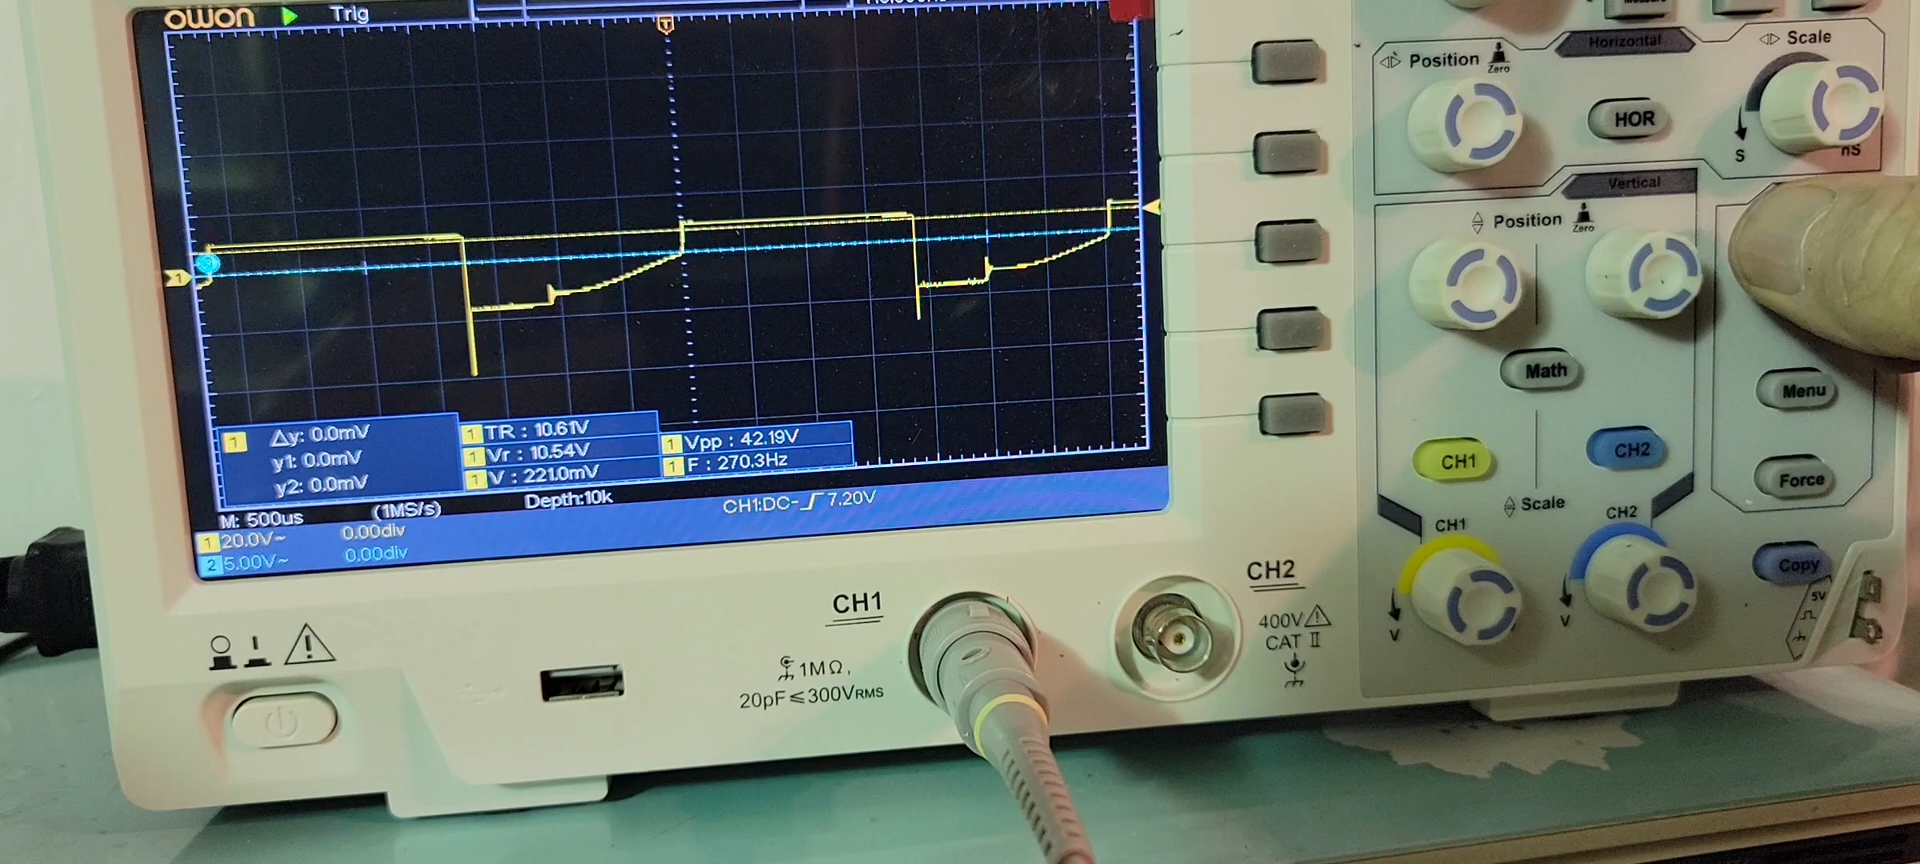 owon Trig
T
1
1 Δy: 0.0mV
y1: 0.0mV
y2: 0.0mV
1 TR : 10.61V
1 Vr : 10.54V
1 V : 221.0mV
1 Vpp : 42.19V
1 F : 270.3Hz
M: 500us (1MS/s) Depth:10k
CH1:DC- 7.20V
1 20.0V~ 0.00div
2 5.00V~ 0.00div
Measure
Horizontal
Position
Zero
Scale
HOR
S
nS
Vertical
Position
Zero
Math
Menu
CH1
CH2
Force
Scale
CH1
CH2
V
V
Copy
5V
CH1
1MΩ,
20pF≤300VRMS
CH2
400V
CAT II